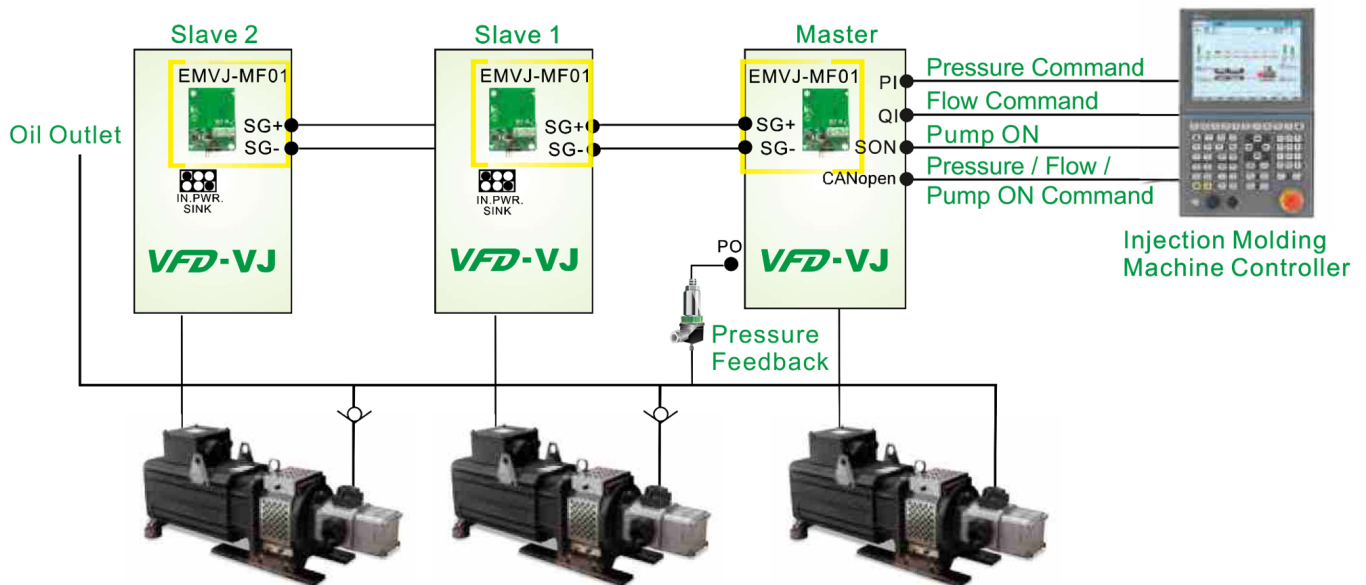 Slave 2
Slave 1
Master
EMVJ-MF01
EMVJ-MF01
EMVJ-MF01
PI
Pressure Command
QI
Flow Command
SON
Pump ON
CANopen
Pressure / Flow /
Pump ON Command
Oil Outlet
SG+
SG-
SG+
SG-
SG+
SG-
IN.PWR.
SINK
IN.PWR.
SINK
VFD-VJ
VFD-VJ
PO
VFD-VJ
Injection Molding
Machine Controller
Pressure
Feedback